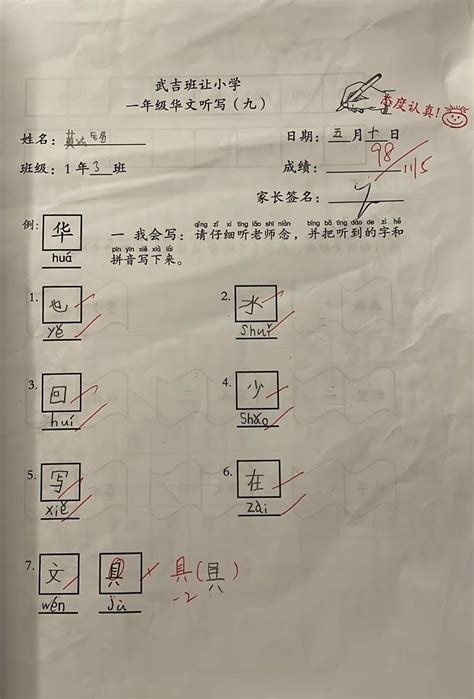 武吉班让小学
一年级华文听写（九）
态度认真！
姓名：
日期：五月十日
班级：1年3班
成绩：98
11/5
家长签名：
例：华
huá
一 我会写：请仔细听老师念，并把听到的字和
qǐng zǐ xì tīng lǎo shī niàn, bìng bǎ tīng dào de zì hé
拼音写下来。
pīn yīn xiě xià lái
1. 也
yě
2. 水
shuǐ
3. 回
huí
4. 少
shǎo
5. 写
xiě
6. 在
zài
7. 文 具 具（且八）
wén jù -2